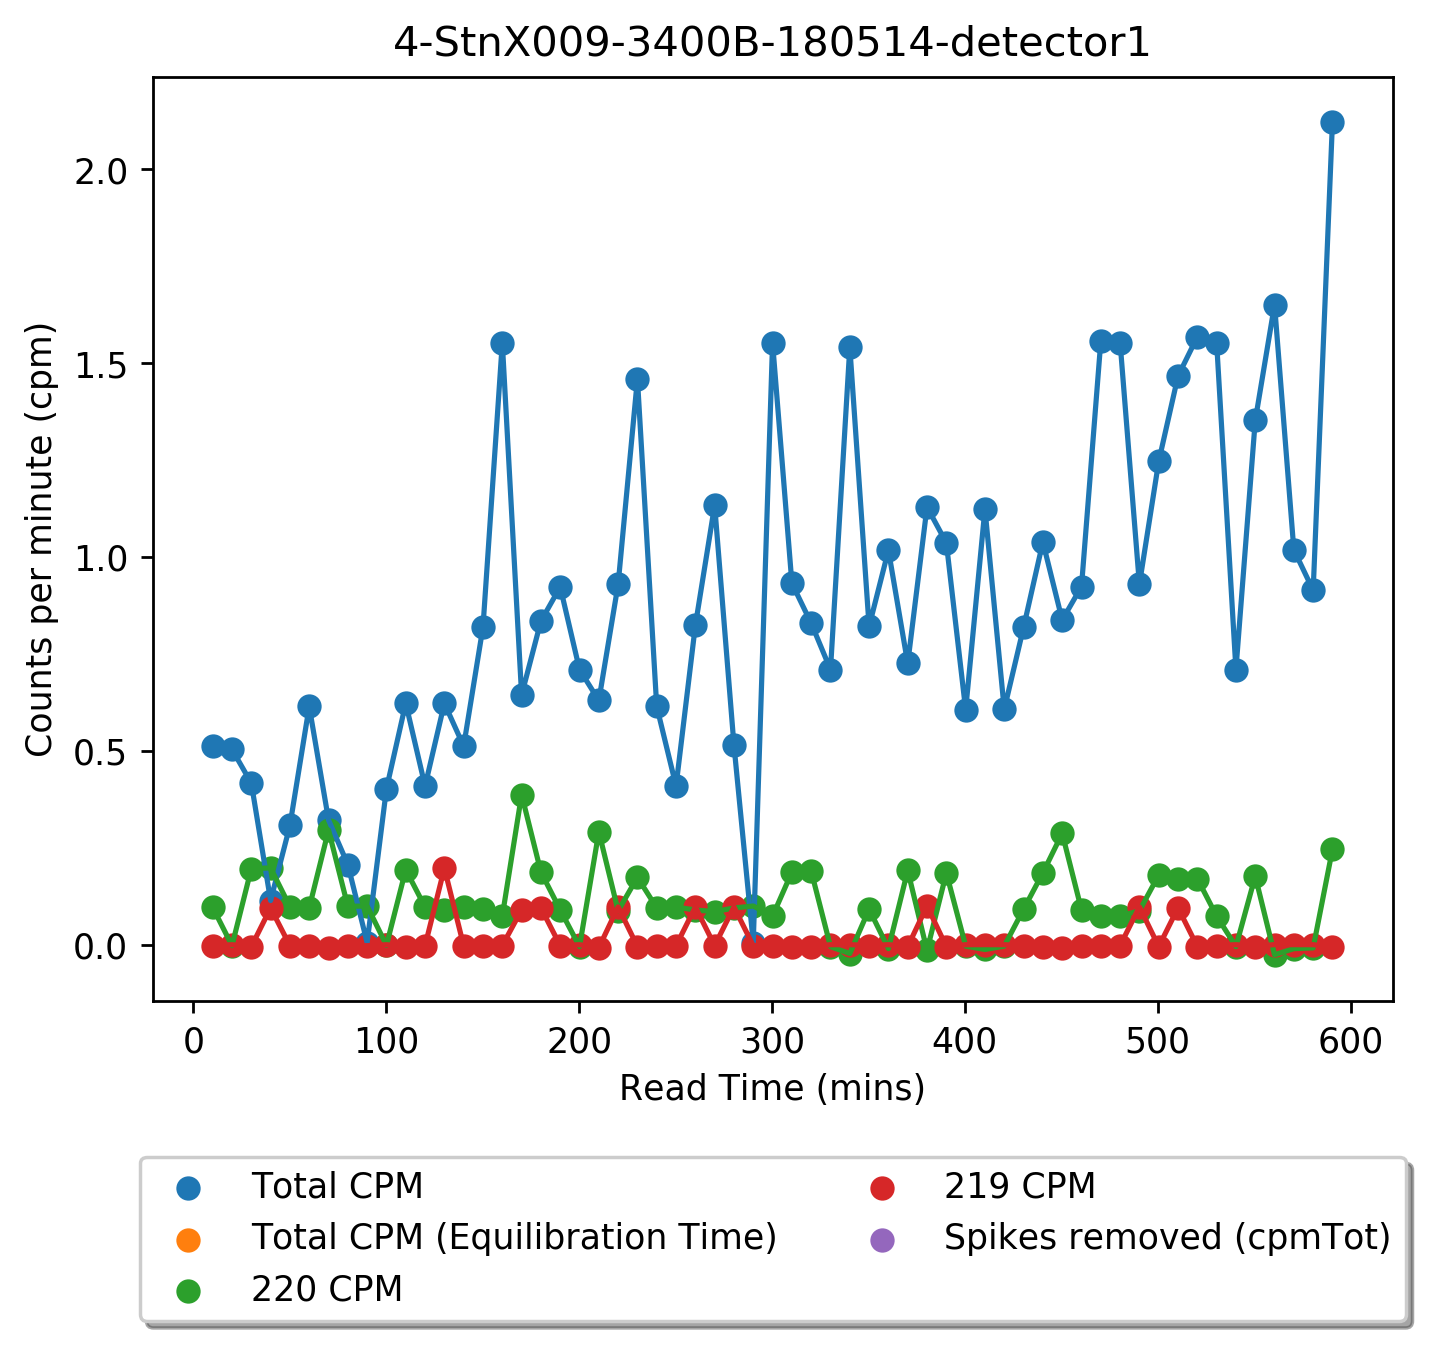 4-StnX009-3400B-180514-detector1
2.0
1.5
1.0
0.5
0.0
Counts per minute (cpm)
0 100 200 300 400 500 600
Read Time (mins)
Total CPM
Total CPM (Equilibration Time)
220 CPM
219 CPM
Spikes removed (cpmTot)